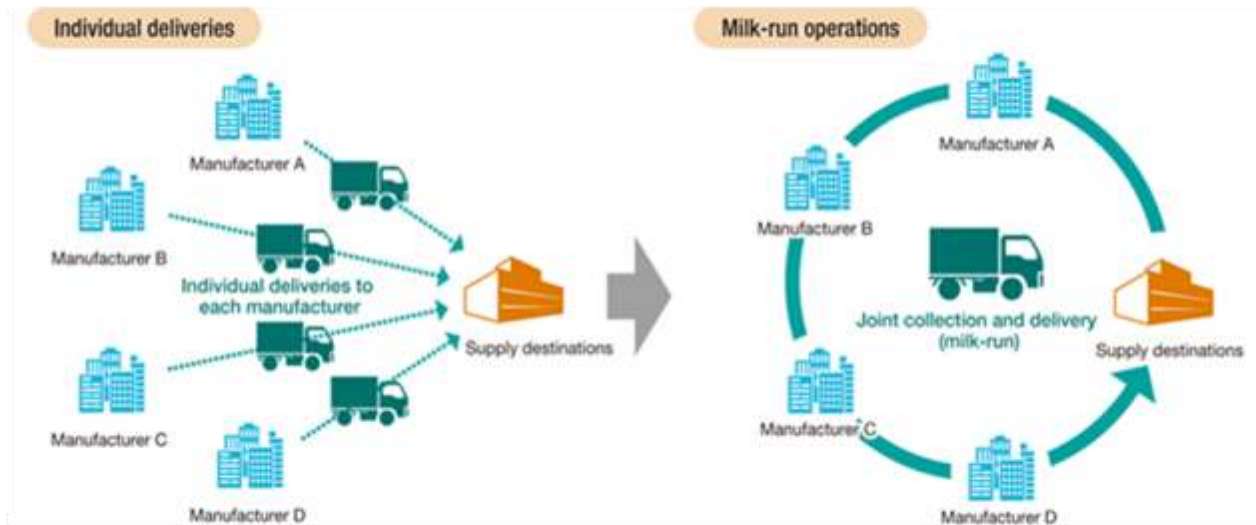 Individual deliveries
Manufacturer A
Manufacturer B
Individual deliveries to
each manufacturer
Supply destinations
Manufacturer C
Manufacturer D
Milk-run operations
Manufacturer A
Manufacturer B
Joint collection and delivery
(milk-run)
Supply destinations
Manufacturer C
Manufacturer D